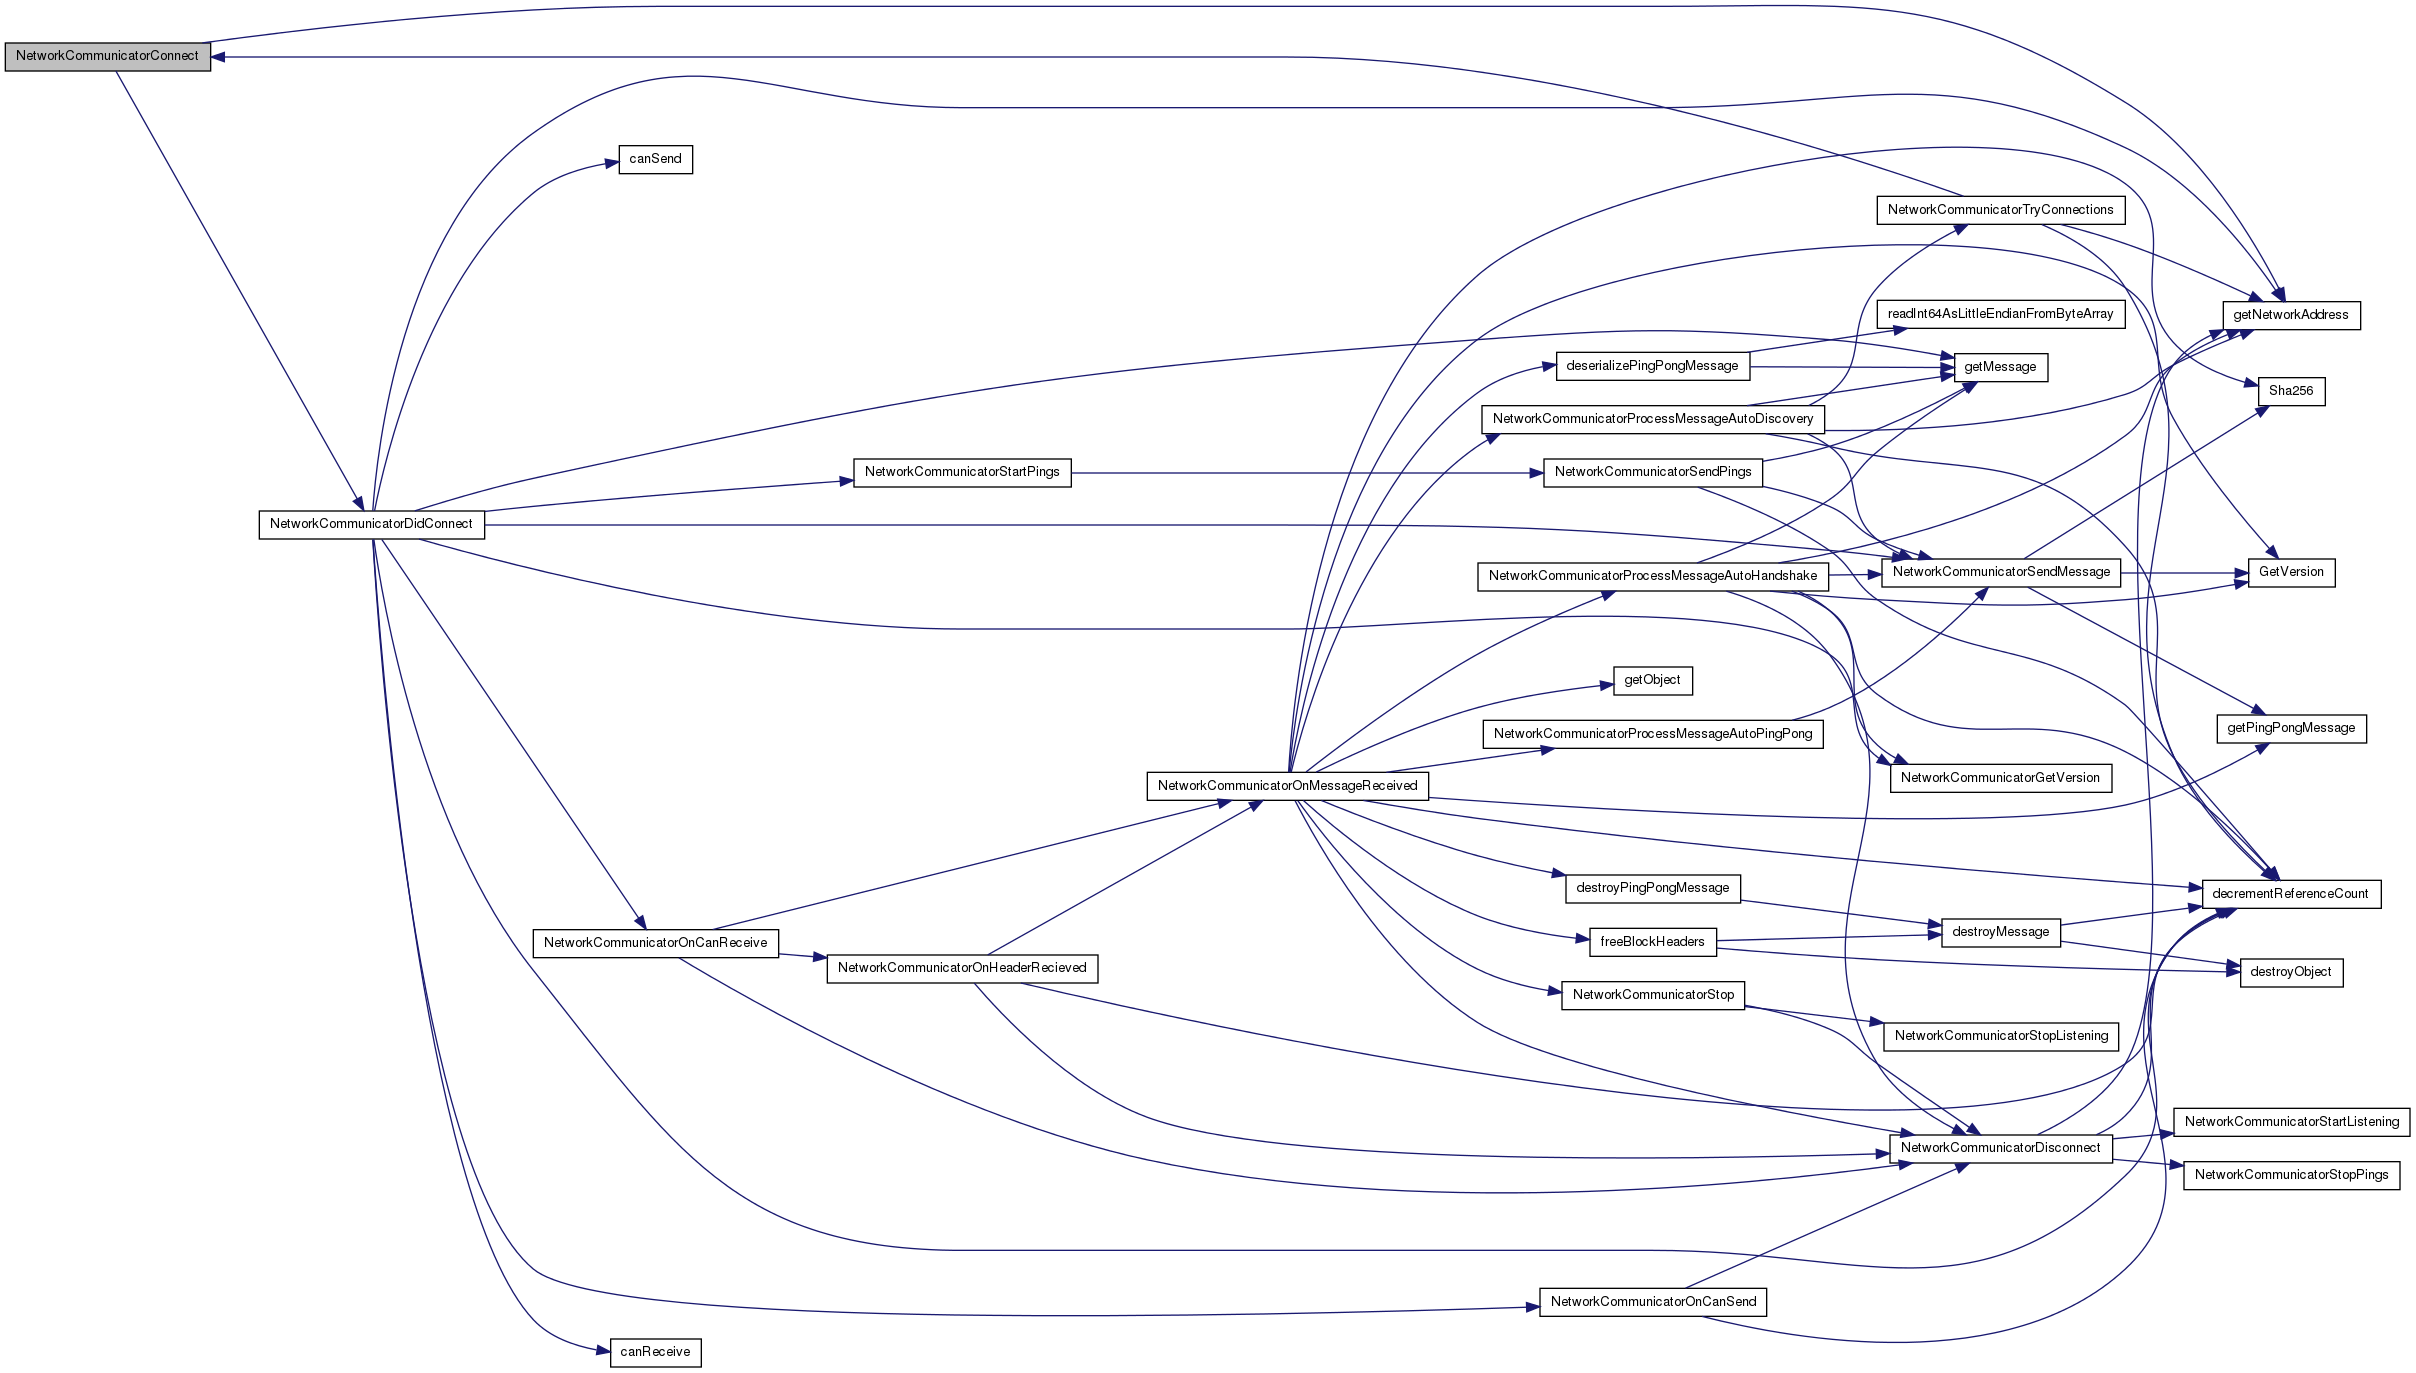 NetworkCommunicatorConnect
canSend
NetworkCommunicatorTryConnections
readInt64AsLittleEndianFromByteArray
getNetworkAddress
deserializePingPongMessage
getMessage
Sha256
NetworkCommunicatorProcessMessageAutoDiscovery
NetworkCommunicatorStartPings
NetworkCommunicatorSendPings
NetworkCommunicatorDidConnect
NetworkCommunicatorProcessMessageAutoHandshake
NetworkCommunicatorSendMessage
GetVersion
getObject
NetworkCommunicatorProcessMessageAutoPingPong
getPingPongMessage
NetworkCommunicatorOnMessageReceived
NetworkCommunicatorGetVersion
destroyPingPongMessage
decrementReferenceCount
NetworkCommunicatorOnCanReceive
freeBlockHeaders
destroyMessage
NetworkCommunicatorOnHeaderRecieved
destroyObject
NetworkCommunicatorStop
NetworkCommunicatorStopListening
NetworkCommunicatorStartListening
NetworkCommunicatorDisconnect
NetworkCommunicatorStopPings
NetworkCommunicatorOnCanSend
canReceive